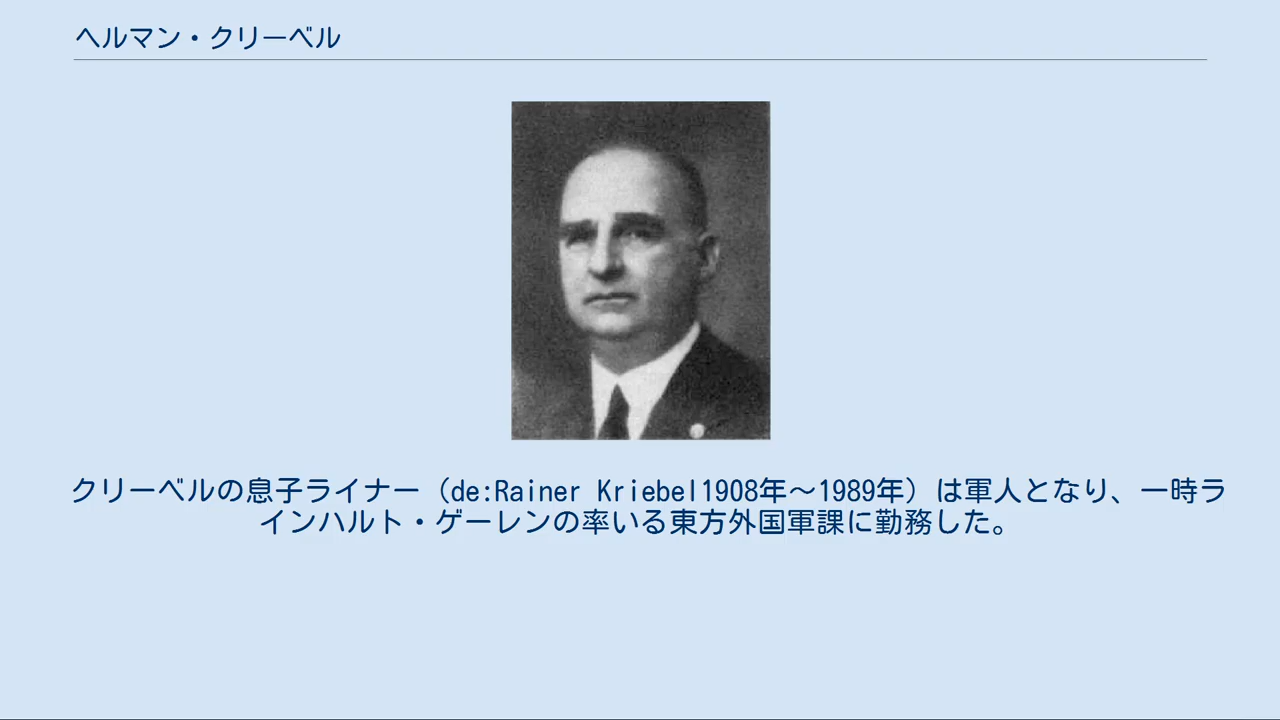 ヘルマン・クリーベル
クリーベルの息子ライナー（de:Rainer Kriebel1908年～1989年）は軍人となり、一時ラ
インハルト・ゲーレンの率いる東方外国軍課に勤務した。